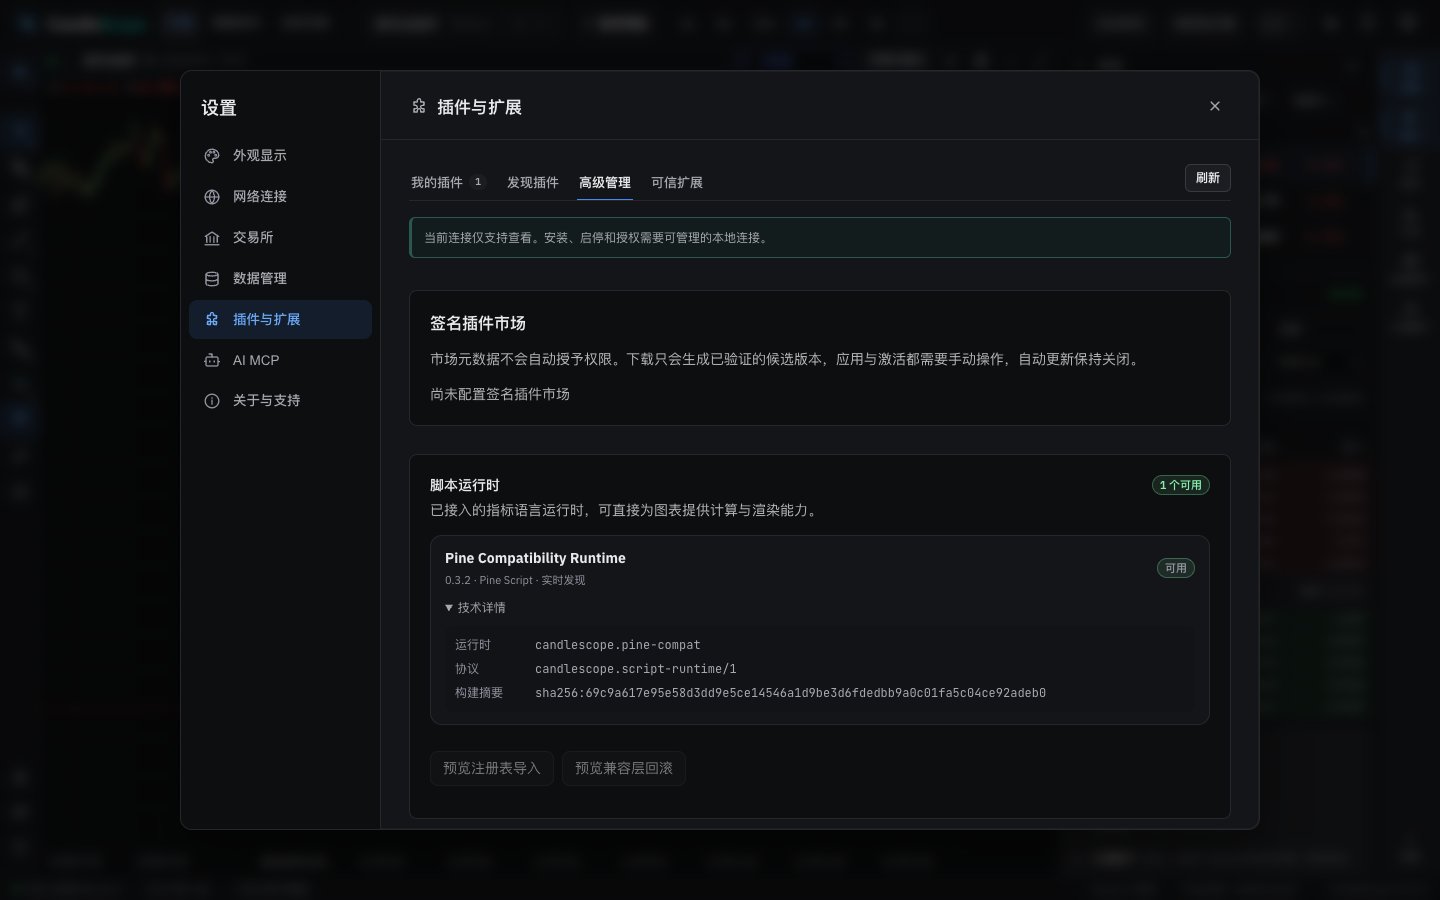 设置
外观显示
网络连接
交易所
数据管理
插件与扩展
AI MCP
关于与支持
插件与扩展
我的插件 1 发现插件 高级管理 可信扩展
刷新
当前连接仅支持查看。安装、启停和授权需要可管理的本地连接。
签名插件市场
市场元数据不会自动授予权限。下载只会生成已验证的候选版本，应用与激活都需要手动操作，自动更新保持关闭。
尚未配置签名插件市场
脚本运行时
1 个可用
已接入的指标语言运行时，可直接为图表提供计算与渲染能力。
Pine Compatibility Runtime
0.3.2 · Pine Script · 实时发现
可用
▼ 技术详情
运行时 candlescope.pine-compat
协议 candlescope.script-runtime/1
构建摘要 sha256:69c9a617e95e58d3dd9e5ce14546a1d9be3d6fdedbb9a0c01fa5c04ce92adeb0
预览注册表导入 预览兼容层回滚